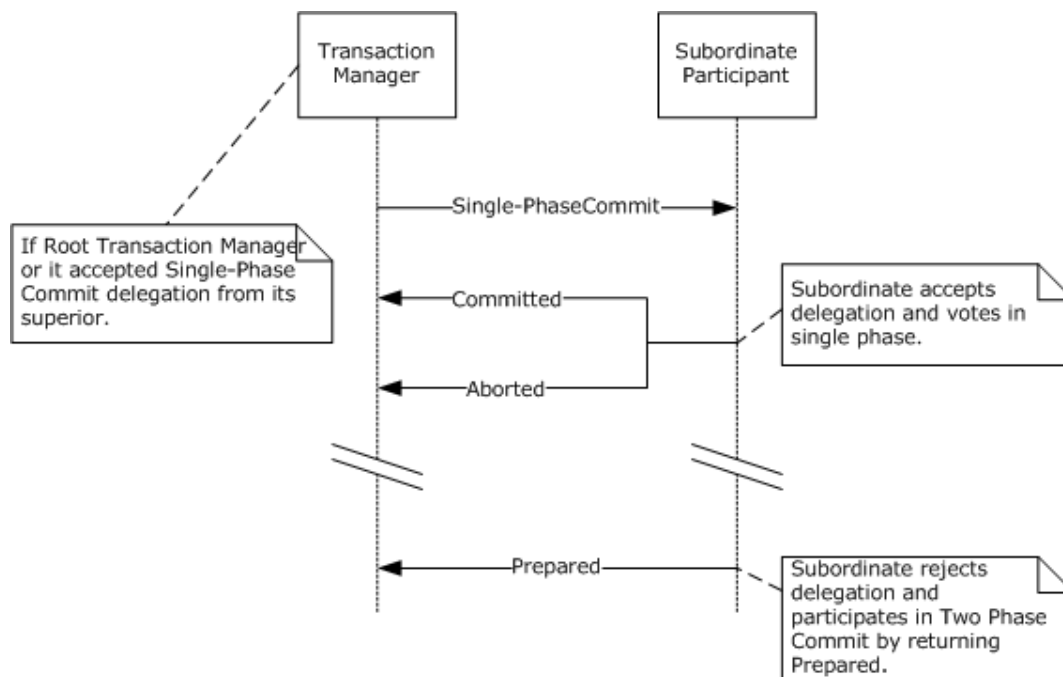 Transaction
Manager
Subordinate
Participant
Single-PhaseCommit
If Root Transaction Manager
or it accepted Single-Phase
Commit delegation from its
superior.
Committed
Subordinate accepts
delegation and votes in
single phase.
Aborted
Prepared
Subordinate rejects
delegation and
participates in Two Phase
Commit by returning
Prepared.